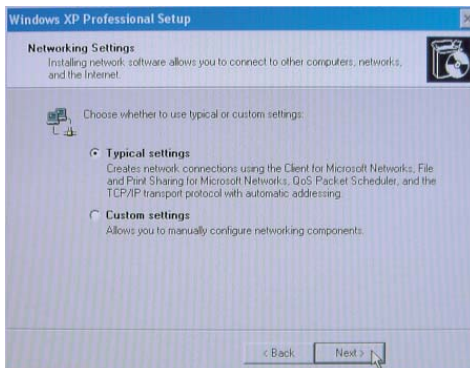 Windows XP Professional Setup
Networking Settings
Installing network software allows you to connect to other computers, networks,
and the Internet.
Choose whether to use typical or custom settings:
Typical settings
Creates network connections using the Client for Microsoft Networks, File
and Print Sharing for Microsoft Networks, QoS Packet Scheduler, and the
TCP/IP transport protocol with automatic addressing.
Custom settings
Allows you to manually configure networking components.
< Back
Next >